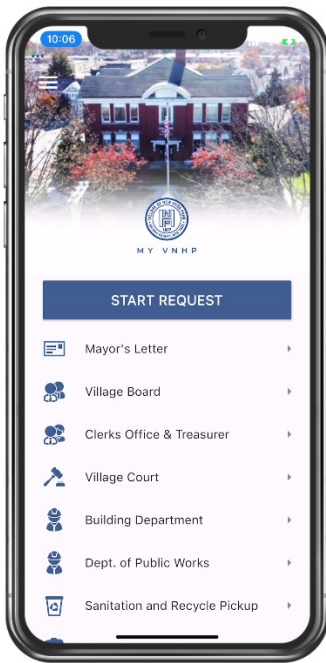 10:06
MY VNHP
START REQUEST
Mayor's Letter
Village Board
Clerks Office & Treasurer
Village Court
Building Department
Dept. of Public Works
Sanitation and Recycle Pickup